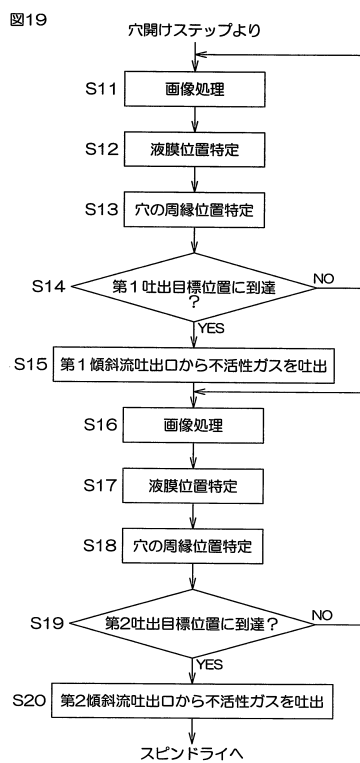 図19
穴開けステップより
S11 画像処理
S12 液膜位置特定
S13 穴の周縁位置特定
S14 第1吐出目標位置に到達 NO
?
YES
S15 第1傾斜流吐出口から不活性ガスを吐出
S16 画像処理
S17 液膜位置特定
S18 穴の周縁位置特定
S19 第2吐出目標位置に到達? NO
YES
S20 第2傾斜流吐出口から不活性ガスを吐出
スピンドライへ